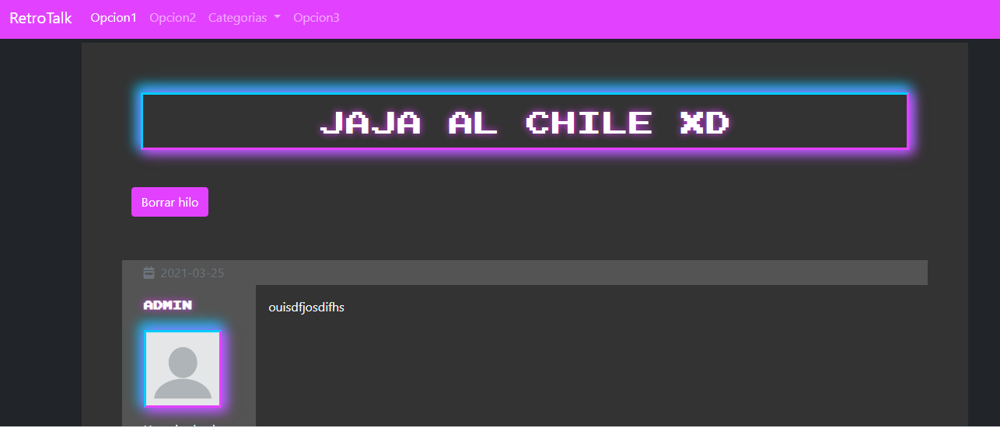 RetroTalk Opcion1 Opcion2 Categorias Opcion3
JAJA AL CHILE XD
Borrar hilo
2021-03-25
ADMIN
ouisdfjosdifhs